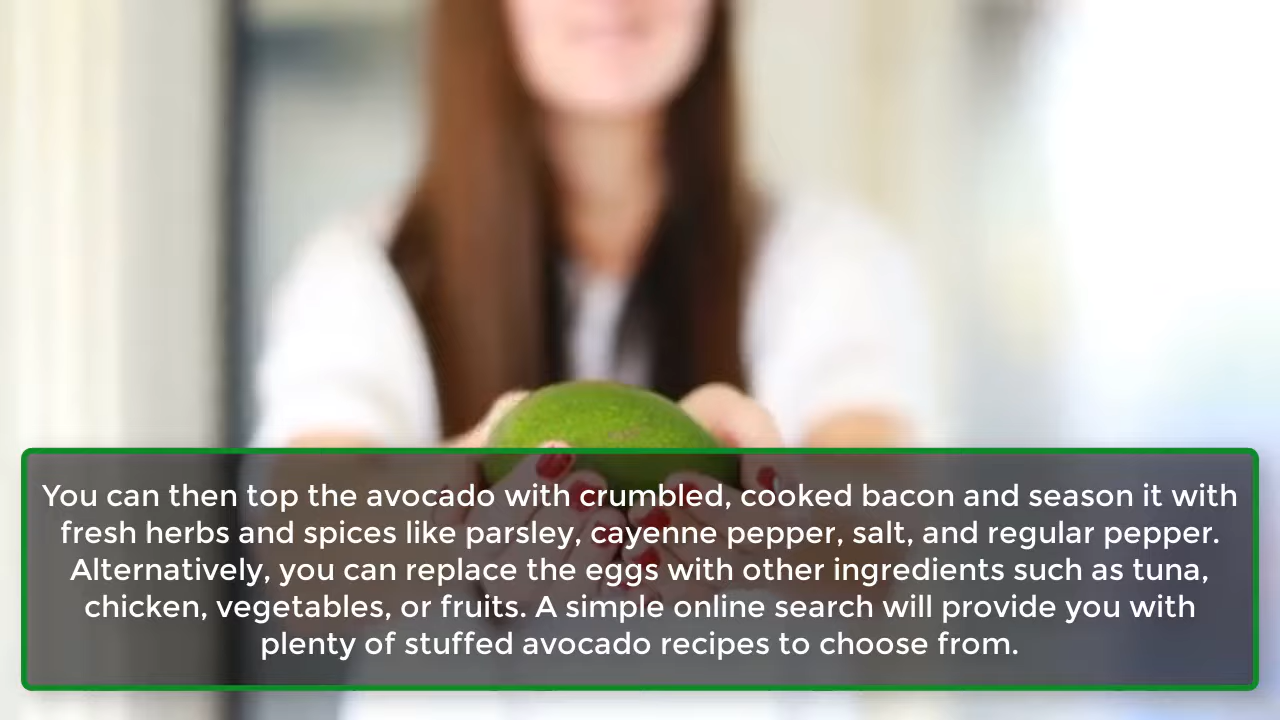 You can then top the avocado with crumbled, cooked bacon and season it with
fresh herbs and spices like parsley, cayenne pepper, salt, and regular pepper.
Alternatively, you can replace the eggs with other ingredients such as tuna,
chicken, vegetables, or fruits. A simple online search will provide you with
plenty of stuffed avocado recipes to choose from.